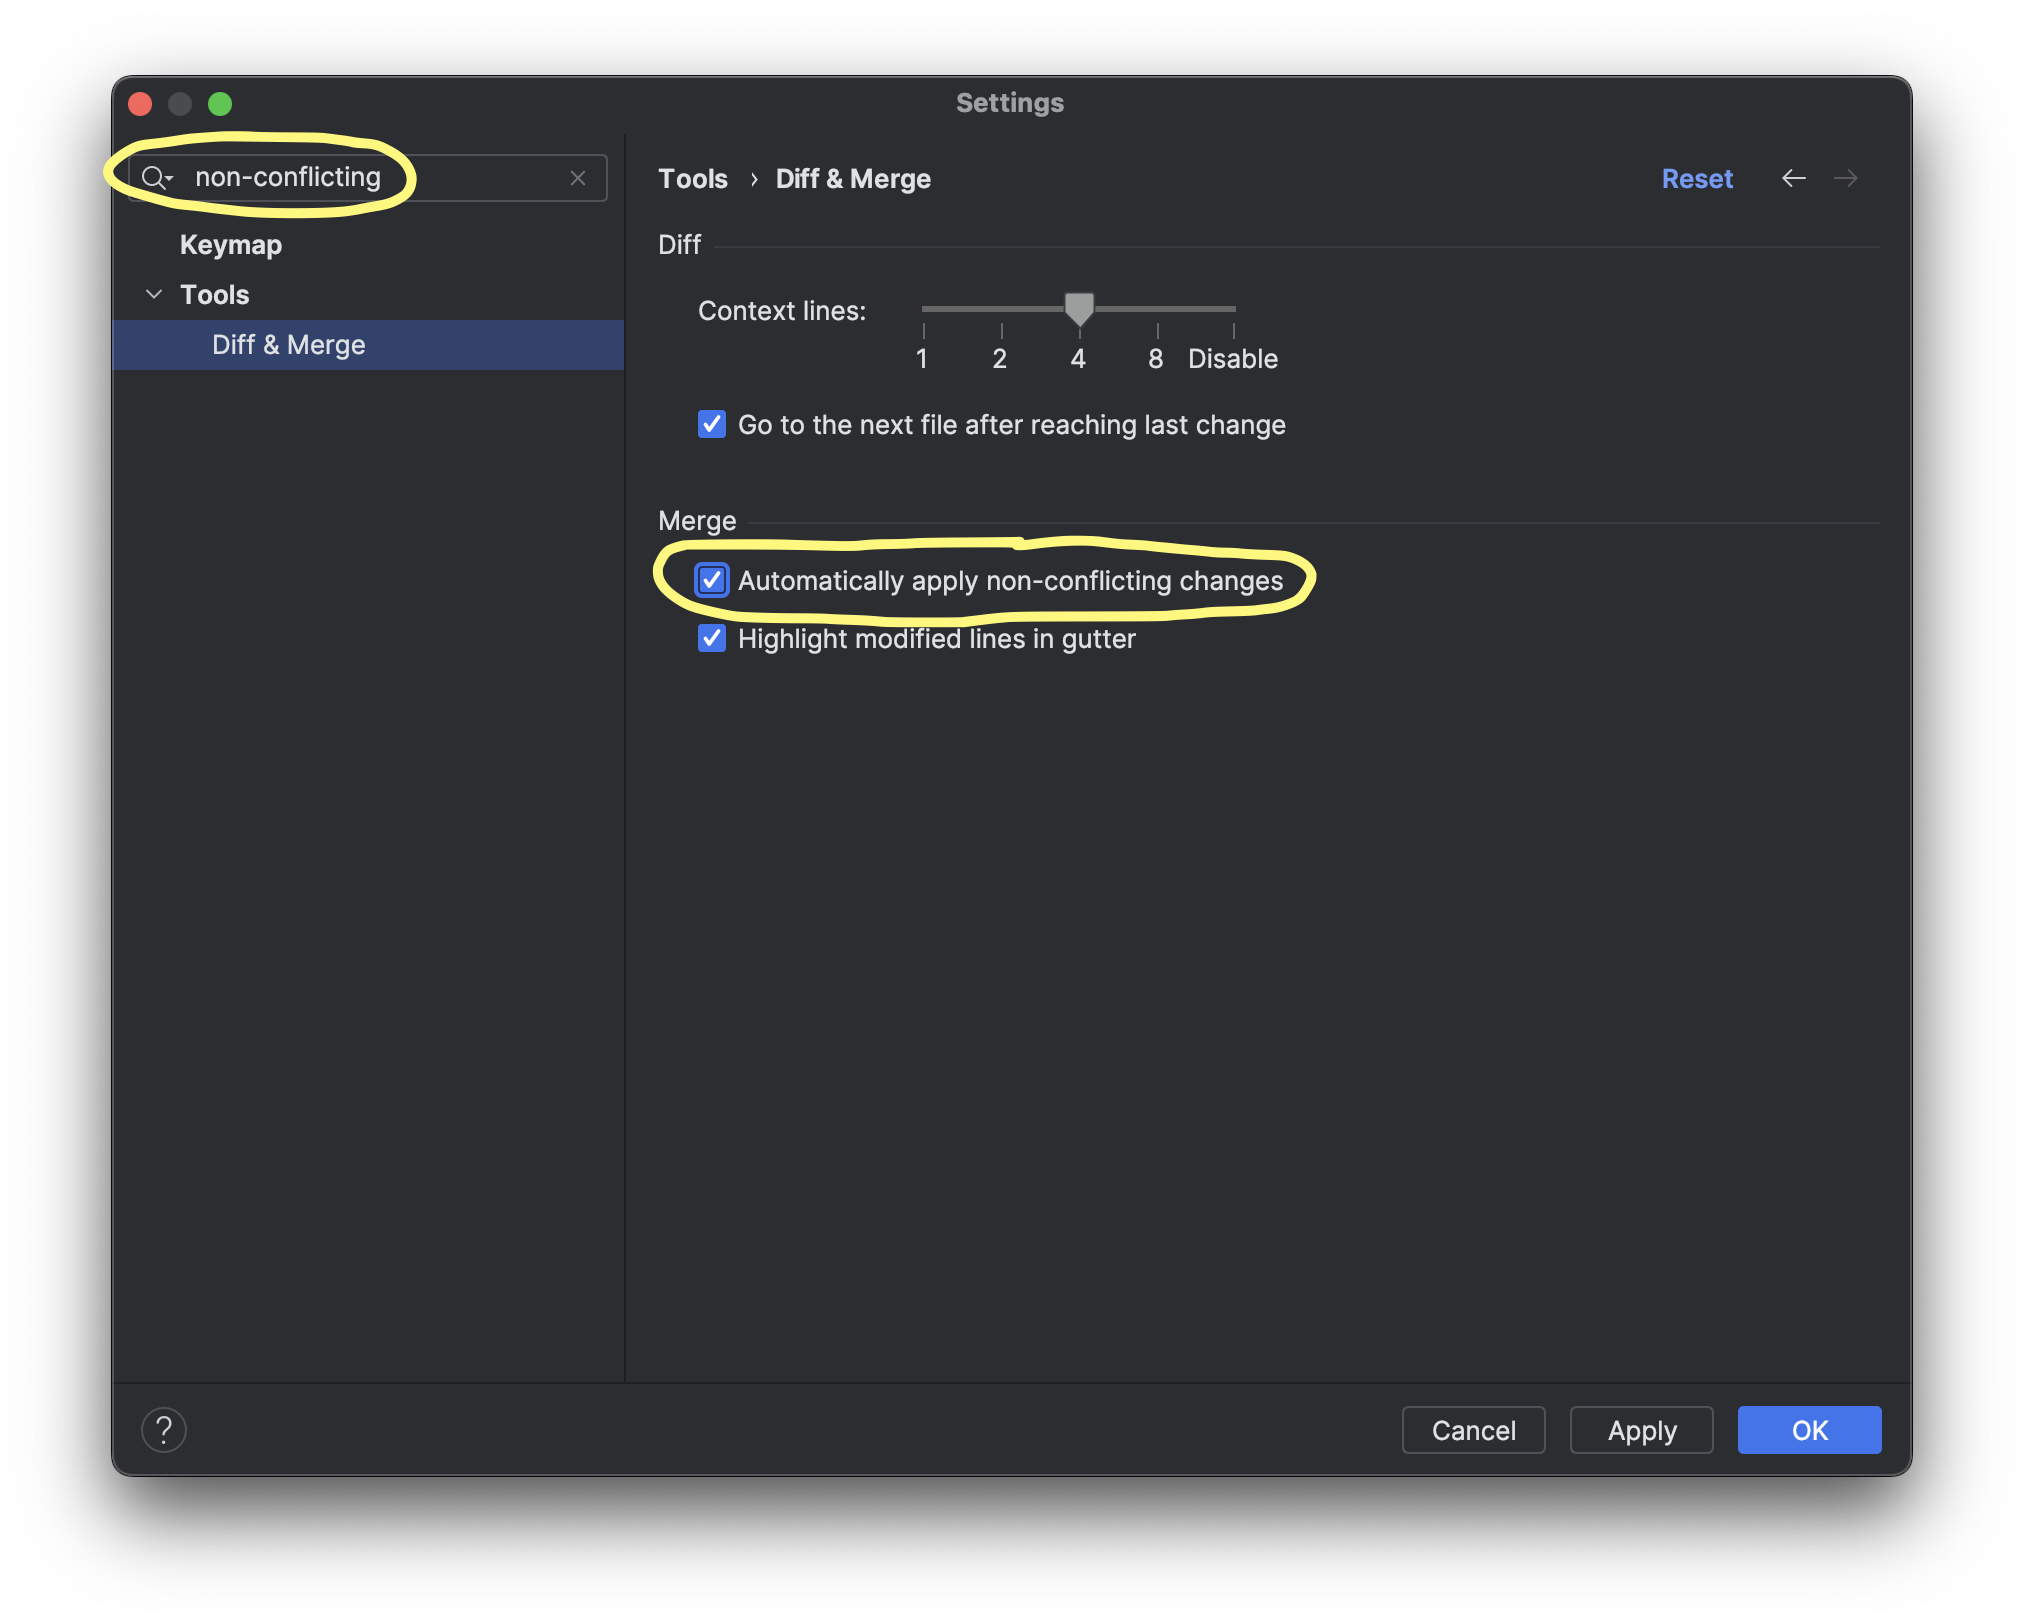 Settings
non-conflicting
Keymap
Tools
Diff & Merge
Tools › Diff & Merge
Reset
Diff
Context lines:
1 2 4 8 Disable
Go to the next file after reaching last change
Merge
Automatically apply non-conflicting changes
Highlight modified lines in gutter
?
Cancel Apply OK